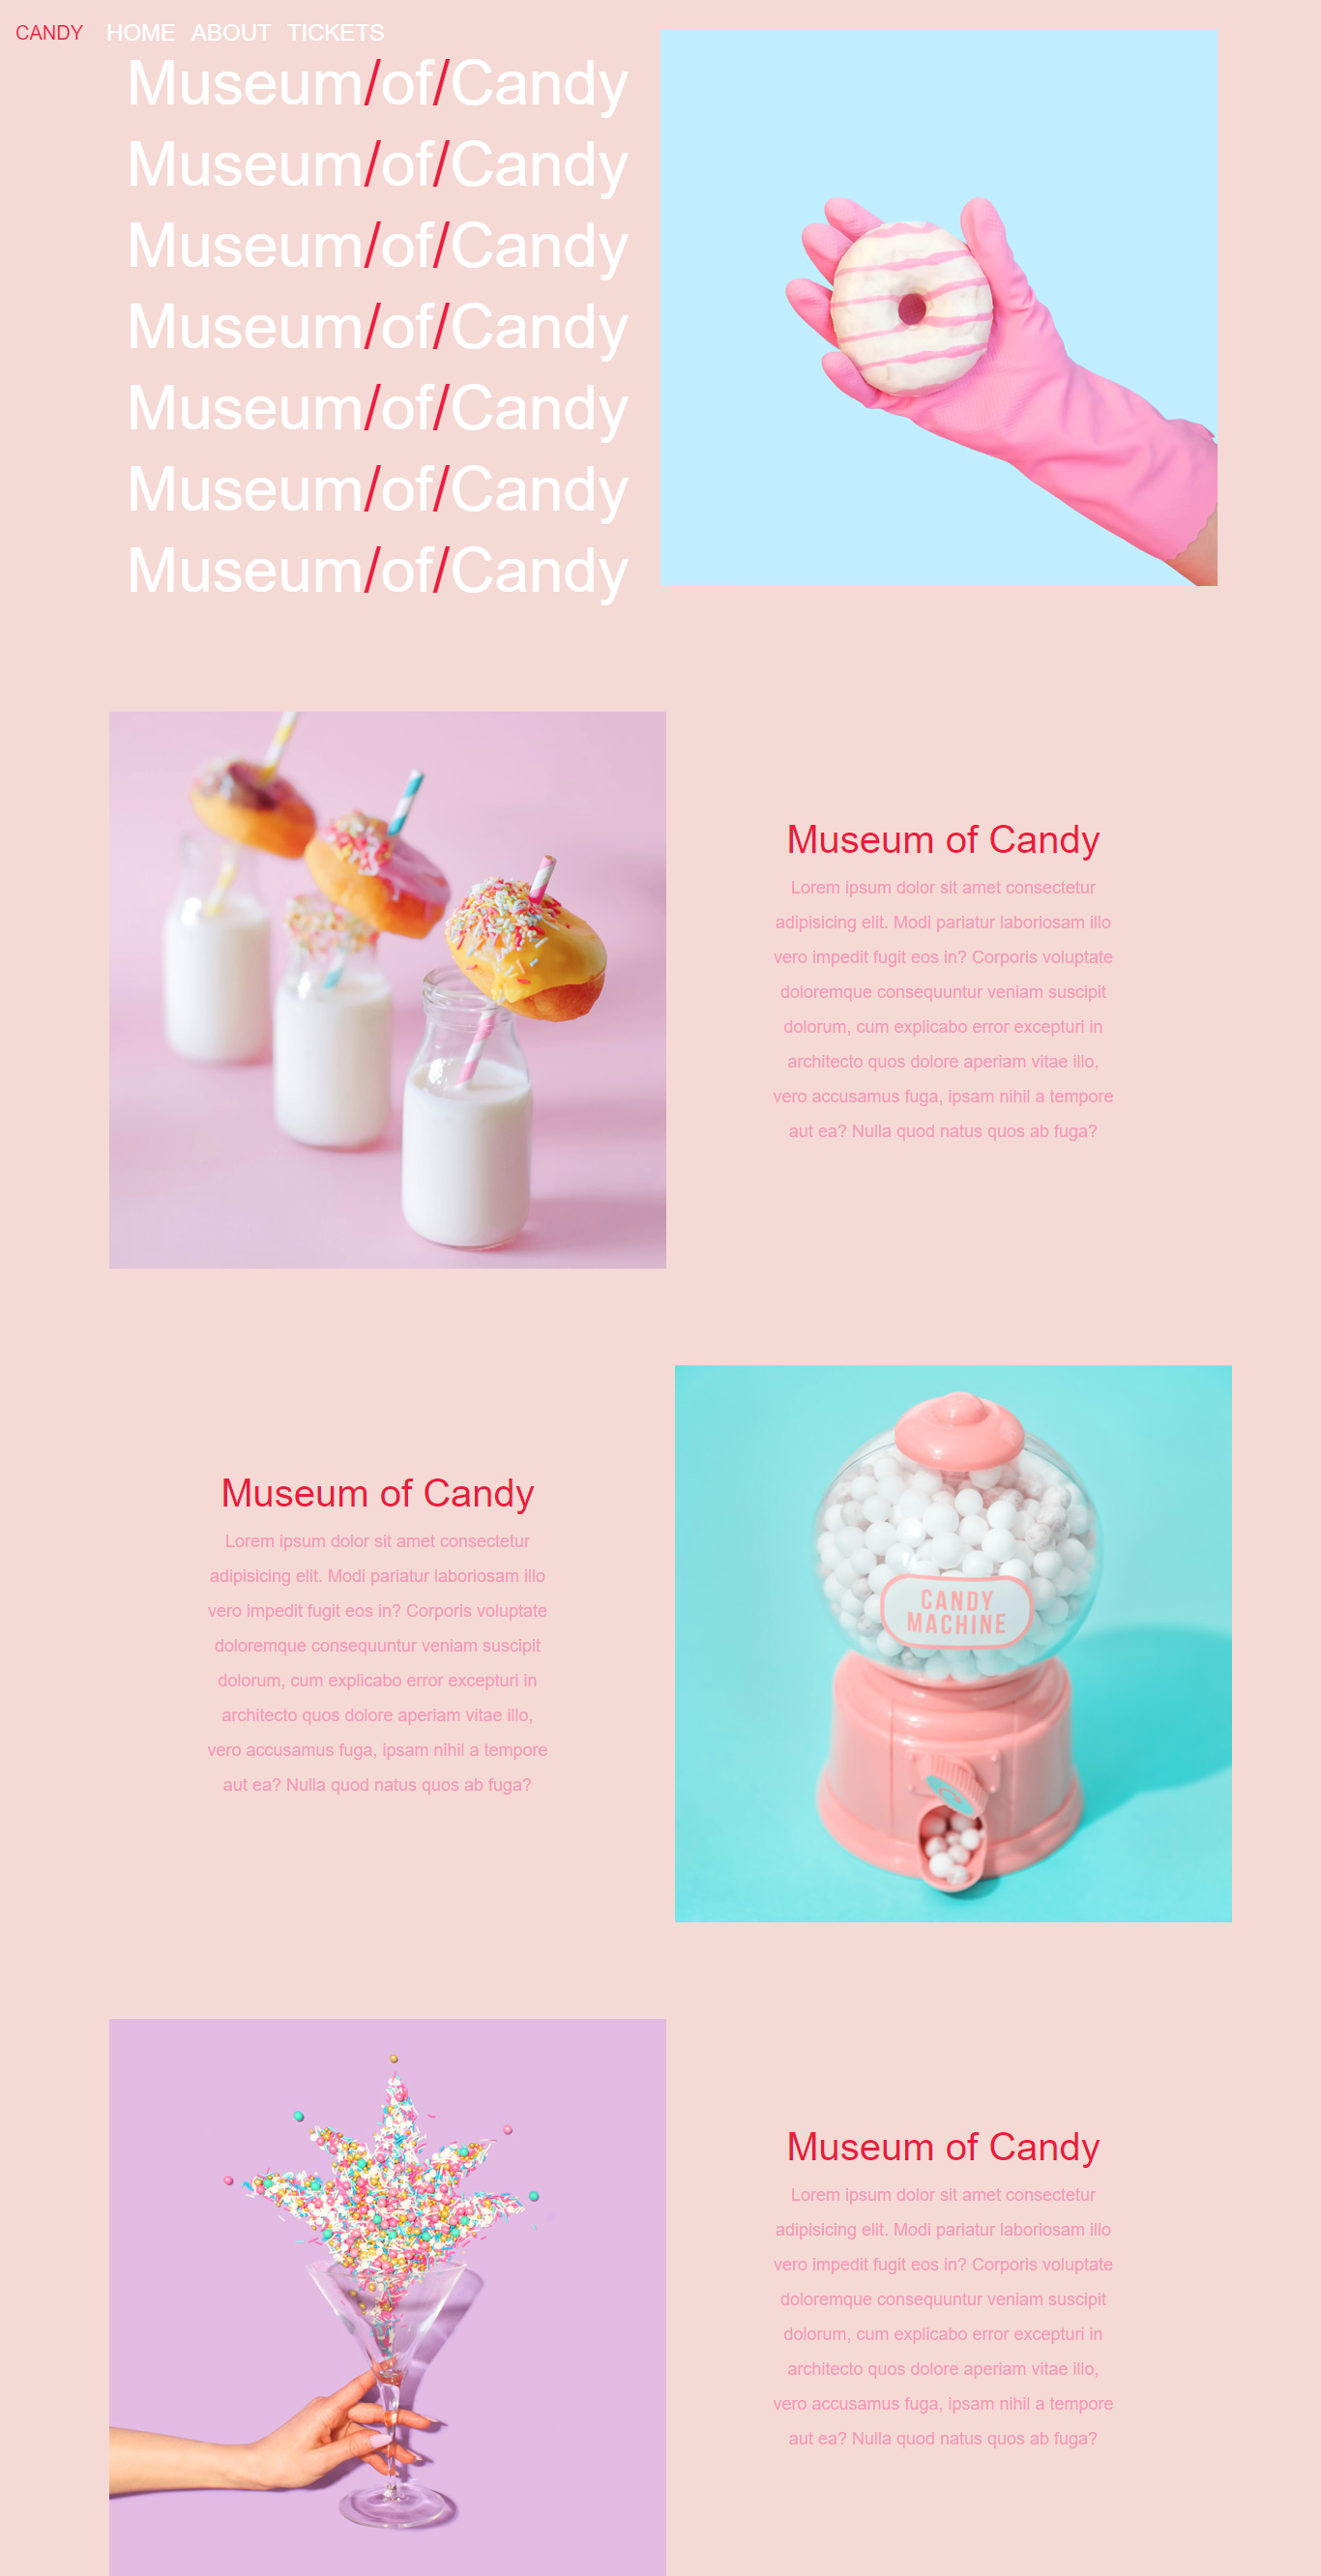 CANDY HOME ABOUT TICKETS
Museum/of/Candy
Museum/of/Candy
Museum/of/Candy
Museum/of/Candy
Museum/of/Candy
Museum/of/Candy
Museum/of/Candy
Museum of Candy
Lorem ipsum dolor sit amet consectetur
adipisicing elit. Modi pariatur laboriosam illo
vero impedit fugit eos in? Corporis voluptate
doloremque consequuntur veniam suscipit
dolorum, cum explicabo error excepturi in
architecto quos dolore aperiam vitae illo,
vero accusamus fuga, ipsam nihil a tempore
aut ea? Nulla quod natus quos ab fuga?
Museum of Candy
Lorem ipsum dolor sit amet consectetur
adipisicing elit. Modi pariatur laboriosam illo
vero impedit fugit eos in? Corporis voluptate
doloremque consequuntur veniam suscipit
dolorum, cum explicabo error excepturi in
architecto quos dolore aperiam vitae illo,
vero accusamus fuga, ipsam nihil a tempore
aut ea? Nulla quod natus quos ab fuga?
CANDY
MACHINE
Museum of Candy
Lorem ipsum dolor sit amet consectetur
adipisicing elit. Modi pariatur laboriosam illo
vero impedit fugit eos in? Corporis voluptate
doloremque consequuntur veniam suscipit
dolorum, cum explicabo error excepturi in
architecto quos dolore aperiam vitae illo,
vero accusamus fuga, ipsam nihil a tempore
aut ea? Nulla quod natus quos ab fuga?